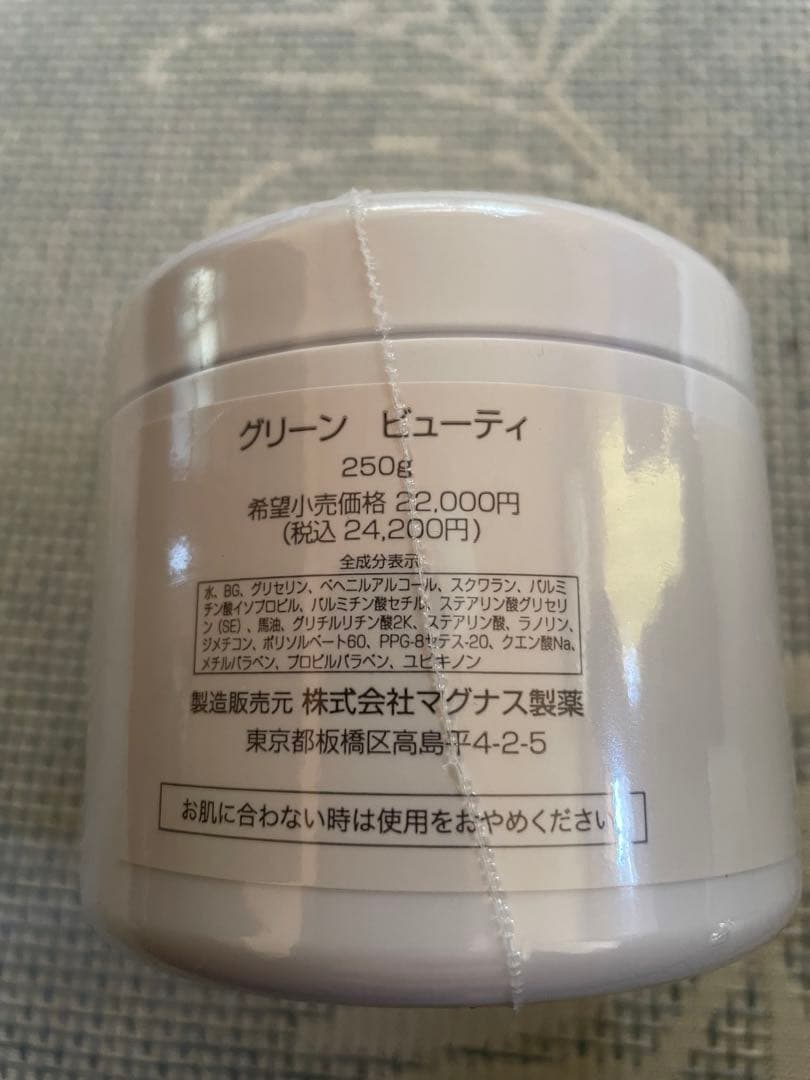 グリーン　ビューティ
250g
希望小売価格 22,000円
(税込 24,200円)
全成分表示
水、BG、グリセリン、ベヘニルアルコール、スクワラン、パルミ
チン酸イソプロピル、パルミチン酸セチル、ステアリン酸グリセリ
ン（SE）、馬油、グリチルリチン酸2K、ステアリン酸、ラノリン、
ジメチコン、ポリソルベート60、PPG-8セテス-20、クエン酸Na、
メチルパラベン、プロピルパラベン、ユビキノン
製造販売元 株式会社マグナス製薬
東京都板橋区高島平4-2-5
お肌に合わない時は使用をおやめください